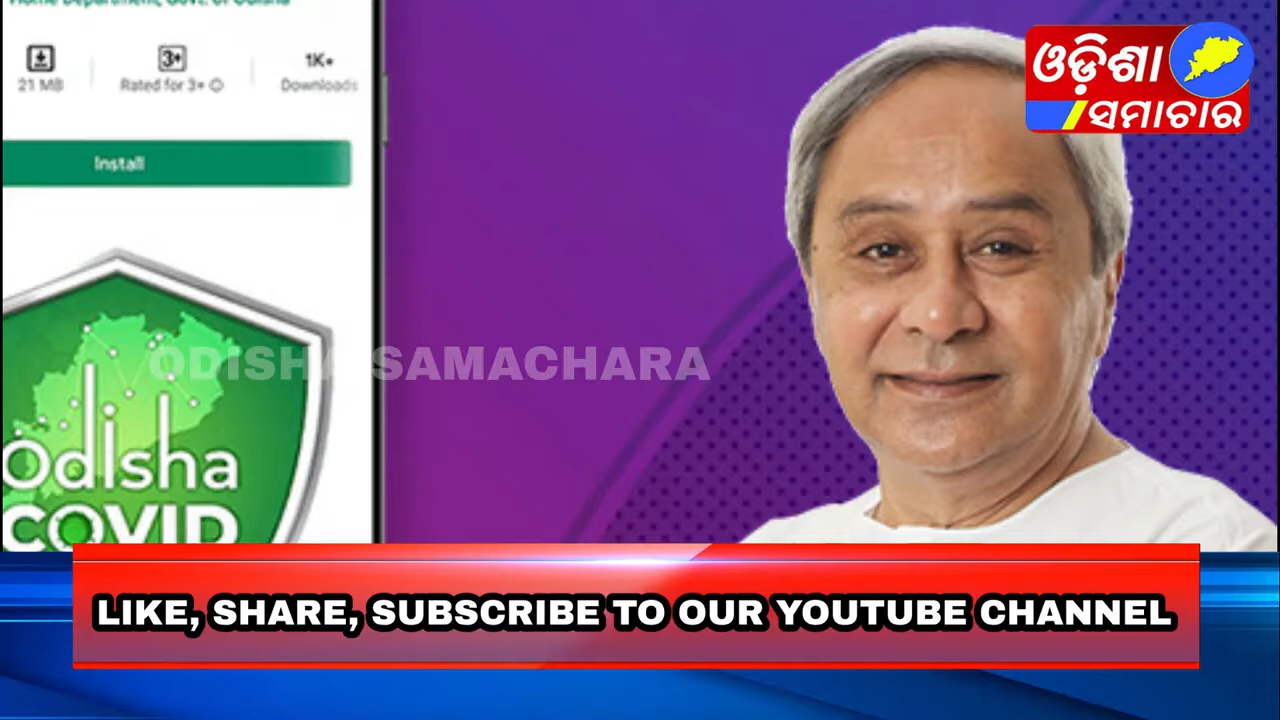 Home Department, Govt. of Odisha
21 MB
3+
Rated for 3+
1K+
Downloads
Install
odisha
COVID
ଓଡ଼ିଶା
ସମାଚାର
ODiSHA SAMACHARA
LIKE, SHARE, SUBSCRIBE TO OUR YOUTUBE CHANNEL